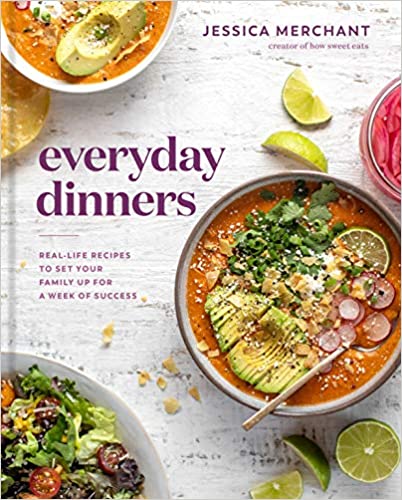 JESSICA MERCHANT
creator of how sweet eats
everyday
dinners
REAL-LIFE RECIPES
TO SET YOUR
FAMILY UP FOR
A WEEK OF SUCCESS